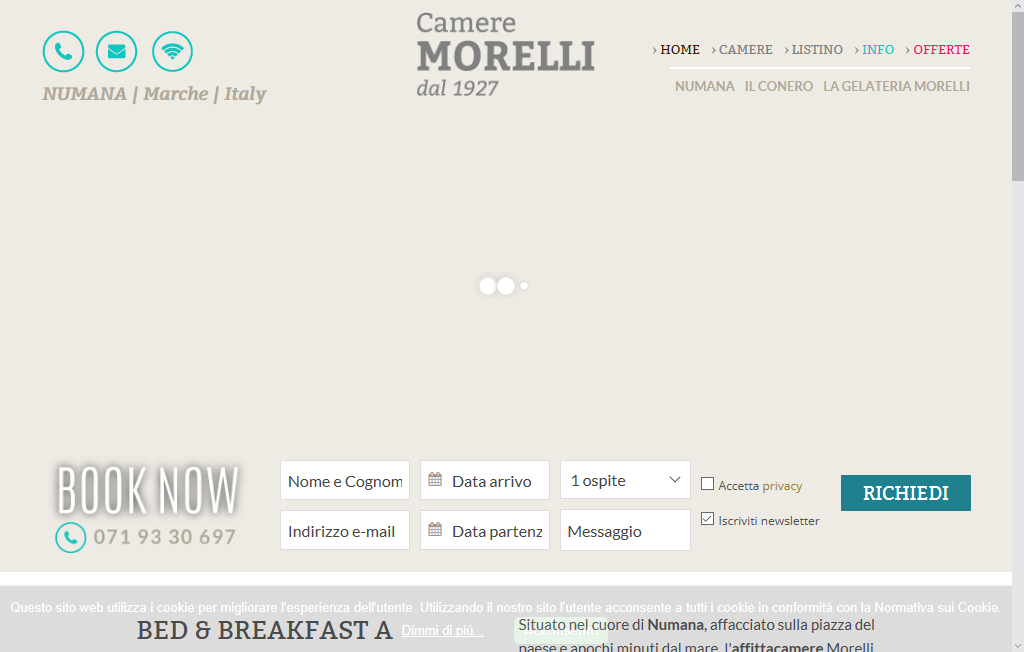 NUMANA | Marche | Italy
Camere
MORELLI
dal 1927
› HOME › CAMERE › LISTINO › INFO › OFFERTE
NUMANA IL CONERO LA GELATERIA MORELLI
BOOK NOW
071 93 30 697
Nome e Cognom
Data arrivo
1 ospite
Accetta privacy
RICHIEDI
Indirizzo e-mail
Data partenz
Messaggio
Iscriviti newsletter
Questo sito web utilizza i cookie per migliorare l'esperienza dell'utente. Utilizzando il nostro sito l'utente acconsente a tutti i cookie in conformità con la Normativa sui Cookie.
BED & BREAKFAST A
Dimmi di piú...
Acconsento
Situato nel cuore di Numana, affacciato sulla piazza del
paese e apochi minuti dal mare, l'affittacamere Morelli